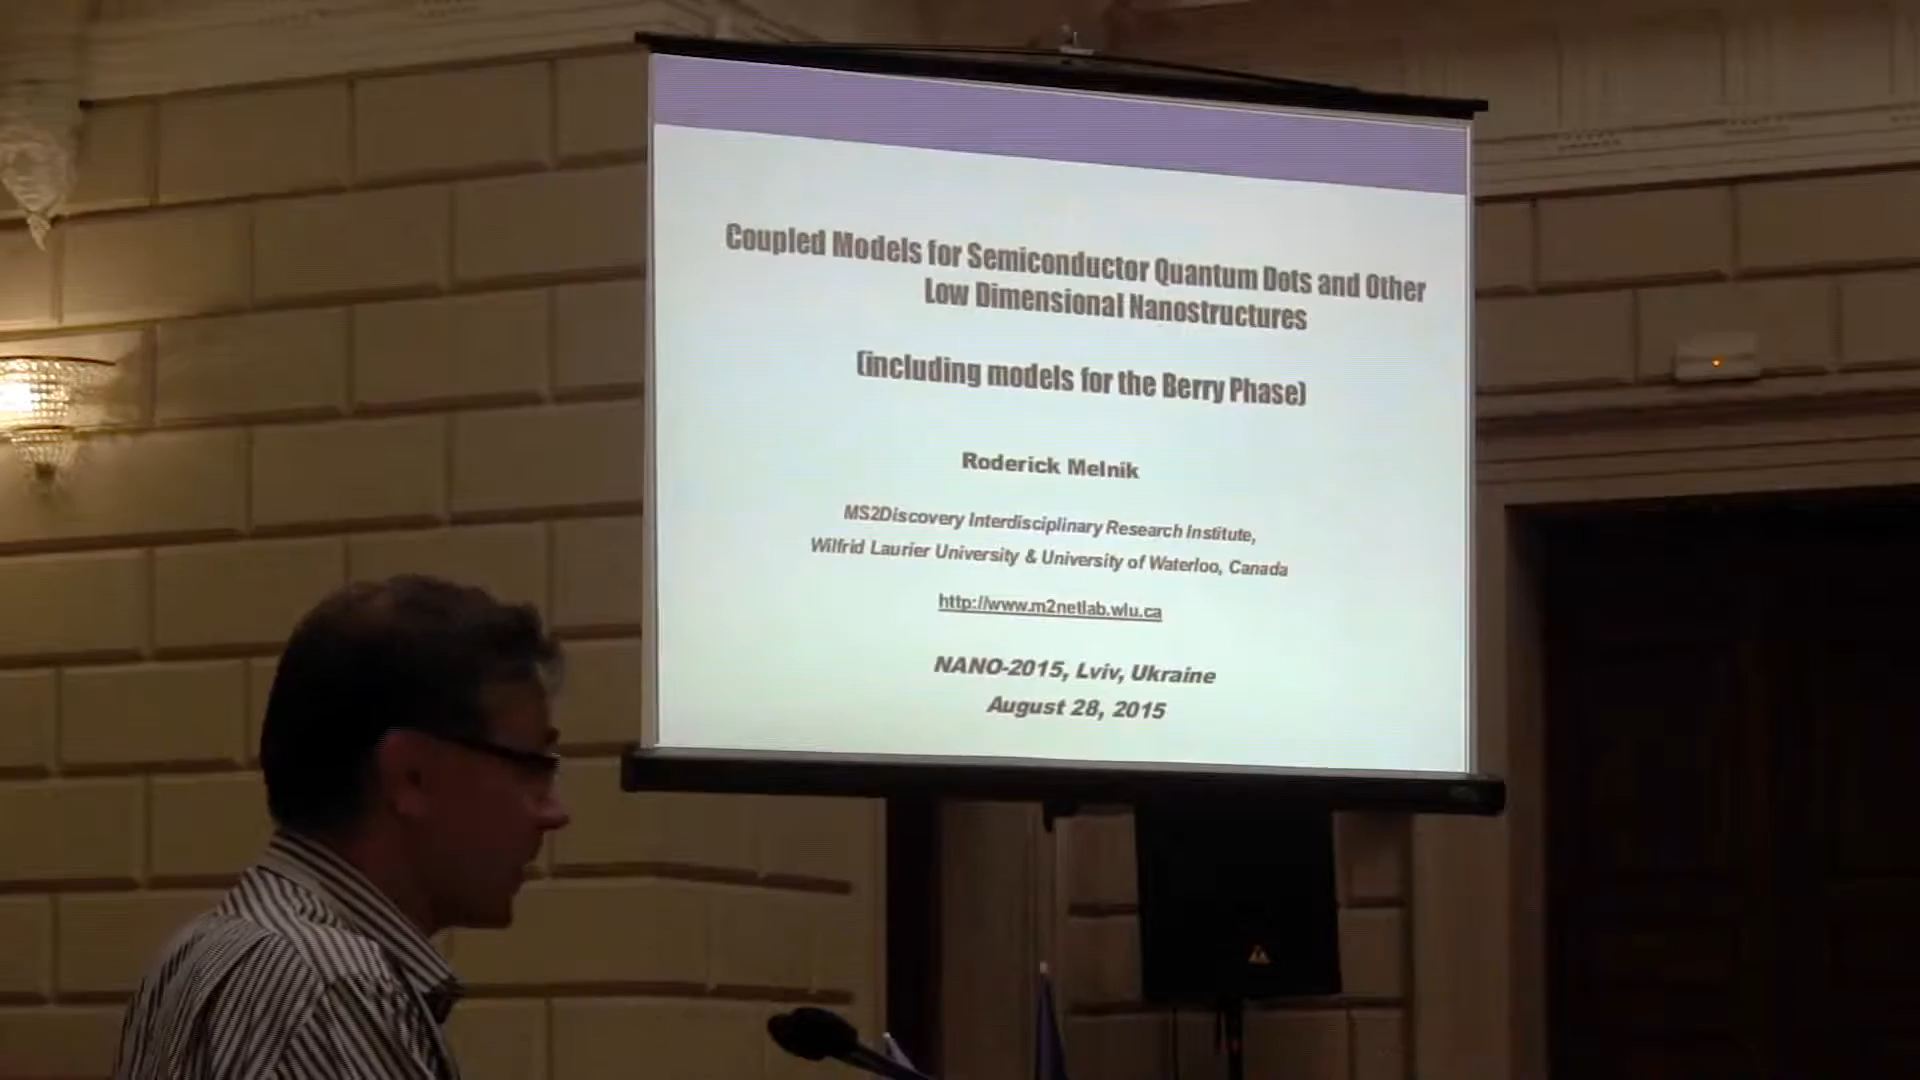 Coupled Models for Semiconductor Quantum Dots and Other
Low Dimensional Nanostructures
(including models for the Berry Phase)
Roderick Melnik
MS2Discovery Interdisciplinary Research Institute,
Wilfrid Laurier University & University of Waterloo, Canada
http://www.m2netlab.wlu.ca
NANO-2015, Lviv, Ukraine
August 28, 2015